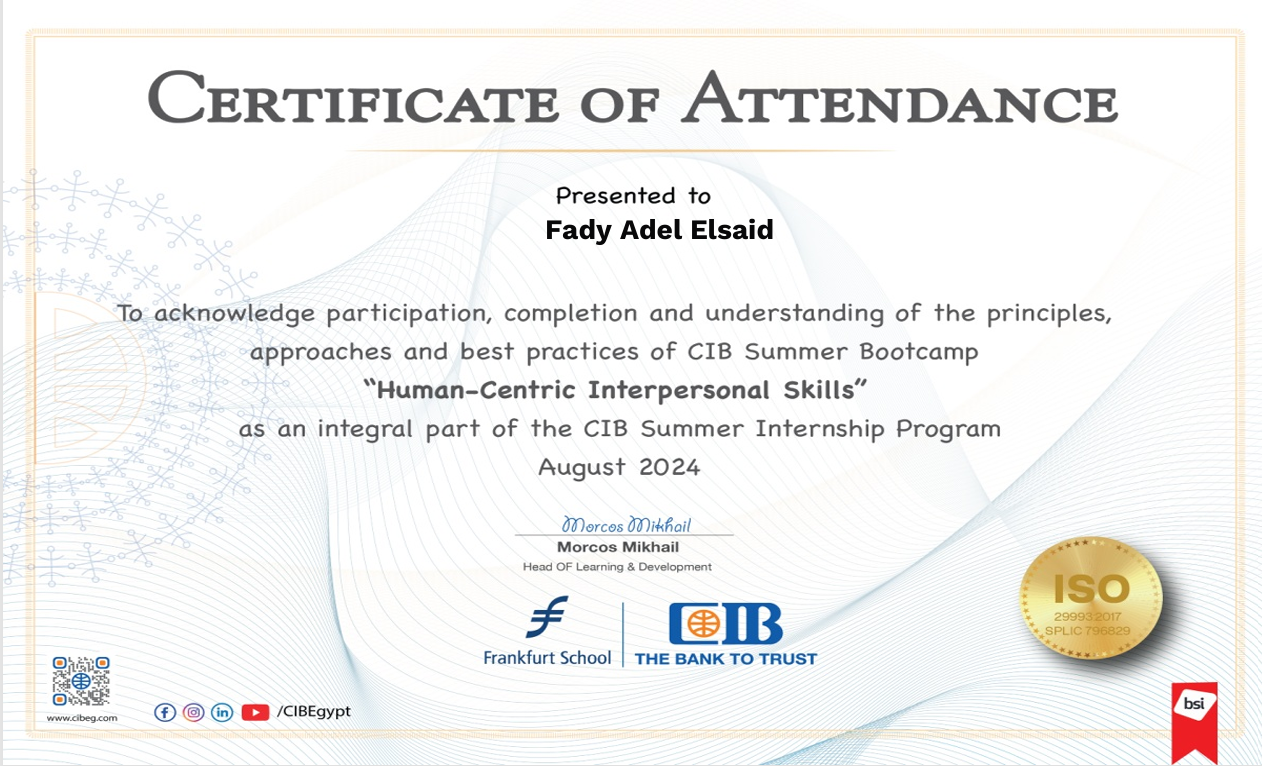 CERTIFICATE OF ATTENDANCE
Presented to
Fady Adel Elsaid
To acknowledge participation, completion and understanding of the principles,
approaches and best practices of CIB Summer Bootcamp
“Human-Centric Interpersonal Skills”
as an integral part of the CIB Summer Internship Program
August 2024
Morcos Mikhail
Morcos Mikhail
Head OF Learning & Development
Frankfurt School
CIB
THE BANK TO TRUST
ISO
29993 2017
SPLIC 796829
www.cibeg.com
/CIBEgypt
bsi